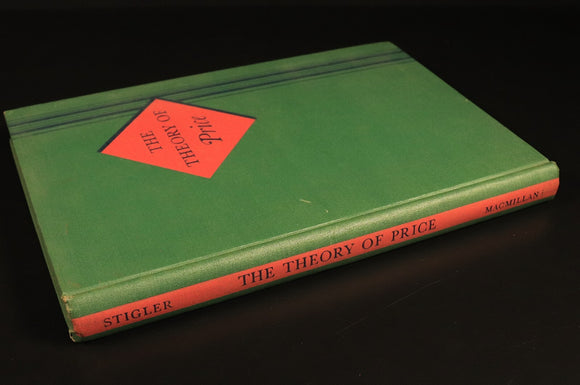 THE
THEORY OF
Price
STIGLER THE THEORY OF PRICE MACMILLAN